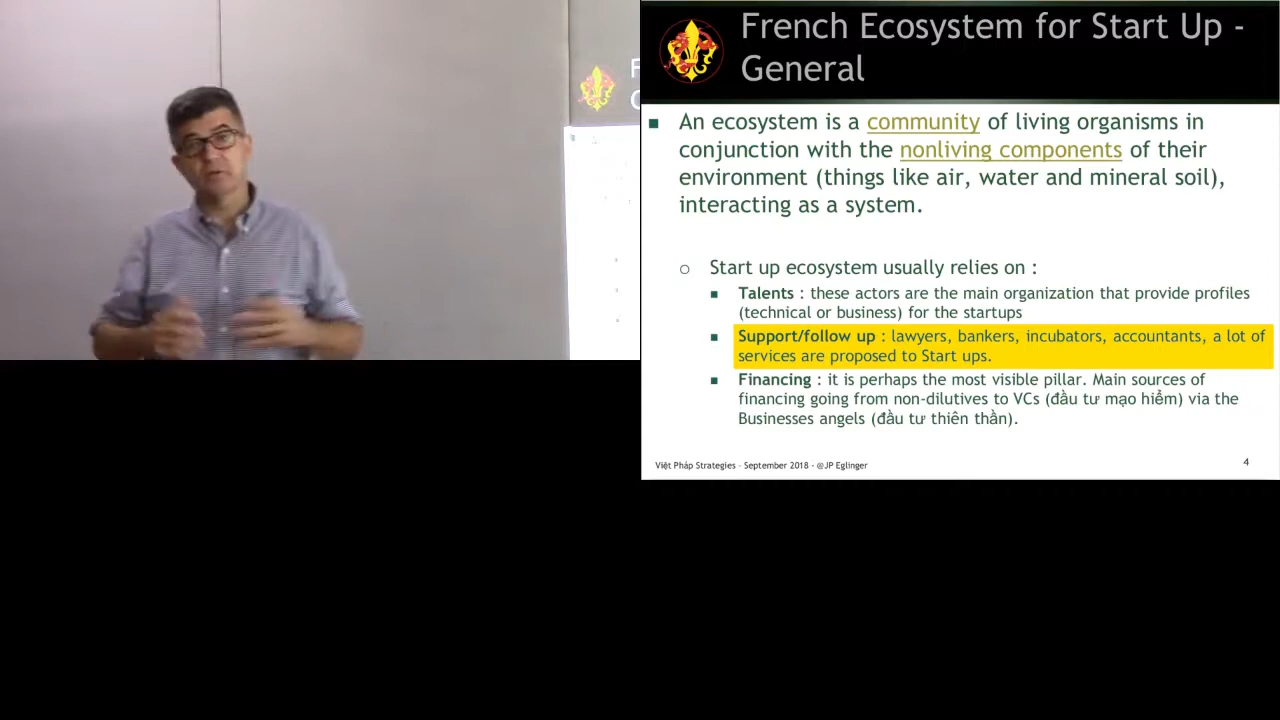 French Ecosystem for Start Up -
General
An ecosystem is a community of living organisms in
conjunction with the nonliving components of their
environment (things like air, water and mineral soil),
interacting as a system.
Start up ecosystem usually relies on :
Talents : these actors are the main organization that provide profiles
(technical or business) for the startups
Support/follow up : lawyers, bankers, incubators, accountants, a lot of
services are proposed to Start ups.
Financing : it is perhaps the most visible pillar. Main sources of
financing going from non-dilutives to VCs (đầu tư mạo hiểm) via the
Businesses angels (đầu tư thiên thần).
Việt Pháp Strategies – September 2018 - @JP Eglinger
4